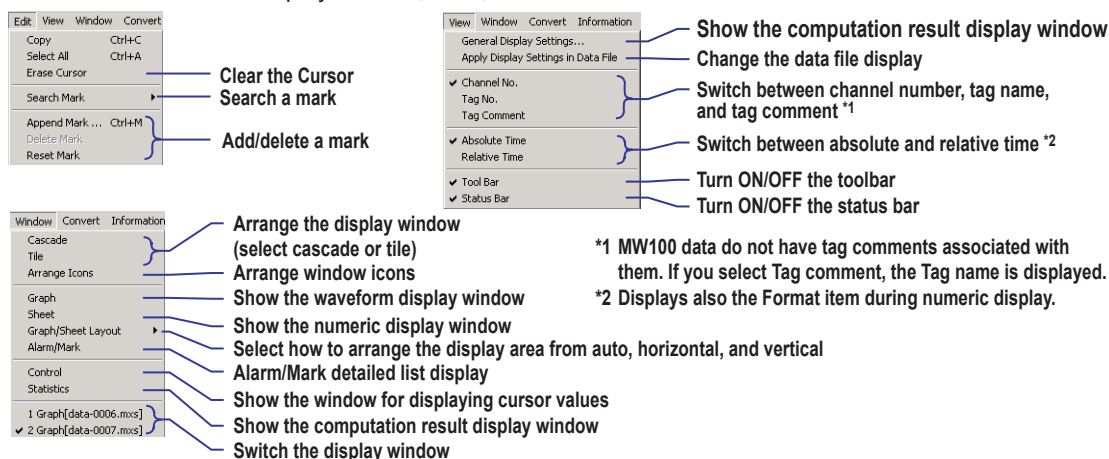 Edit View Window Convert
Copy Ctrl+C
Select All Ctrl+A
Erase Cursor
Search Mark
Append Mark ... Ctrl+M
Delete Mark
Reset Mark
Clear the Cursor
Search a mark
Add/delete a mark
View Window Convert Information
General Display Settings...
Apply Display Settings in Data File
✔ Channel No.
Tag No.
Tag Comment
✔ Absolute Time
Relative Time
✔ Tool Bar
✔ Status Bar
Show the computation result display window
Change the data file display
Switch between channel number, tag name,
and tag comment *1
Switch between absolute and relative time *2
Turn ON/OFF the toolbar
Turn ON/OFF the status bar
Window Convert Information
Cascade
Tile
Arrange Icons
Graph
Sheet
Graph/Sheet Layout
Alarm/Mark
Control
Statistics
1 Graph[data-0006.mxs]
✔ 2 Graph[data-0007.mxs]
Arrange the display window
(select cascade or tile)
Arrange window icons
Show the waveform display window
Show the numeric display window
Select how to arrange the display area from auto, horizontal, and vertical
Alarm/Mark detailed list display
Show the window for displaying cursor values
Show the computation result display window
Switch the display window
*1 MW100 data do not have tag comments associated with
them. If you select Tag comment, the Tag name is displayed.
*2 Displays also the Format item during numeric display.